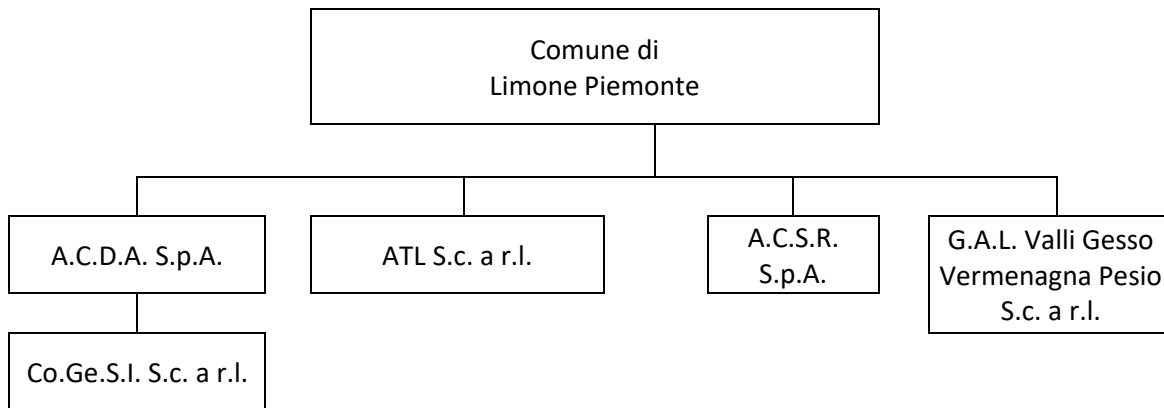 Comune di
Limone Piemonte
A.C.D.A. S.p.A.
ATL S.c. a r.l.
A.C.S.R.
S.p.A.
G.A.L. Valli Gesso
Vermenagna Pesio
S.c. a r.l.
Co.Ge.S.I. S.c. a r.l.